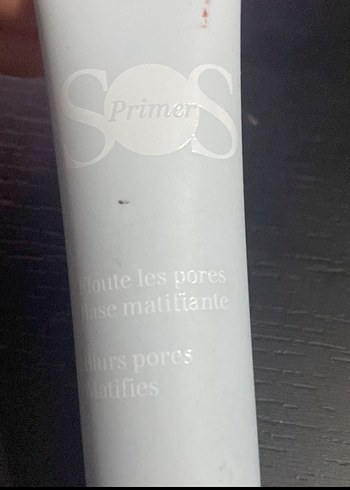 SOS
Primer
Floute les pores
Base matifiante
Blurs pores
Matifies